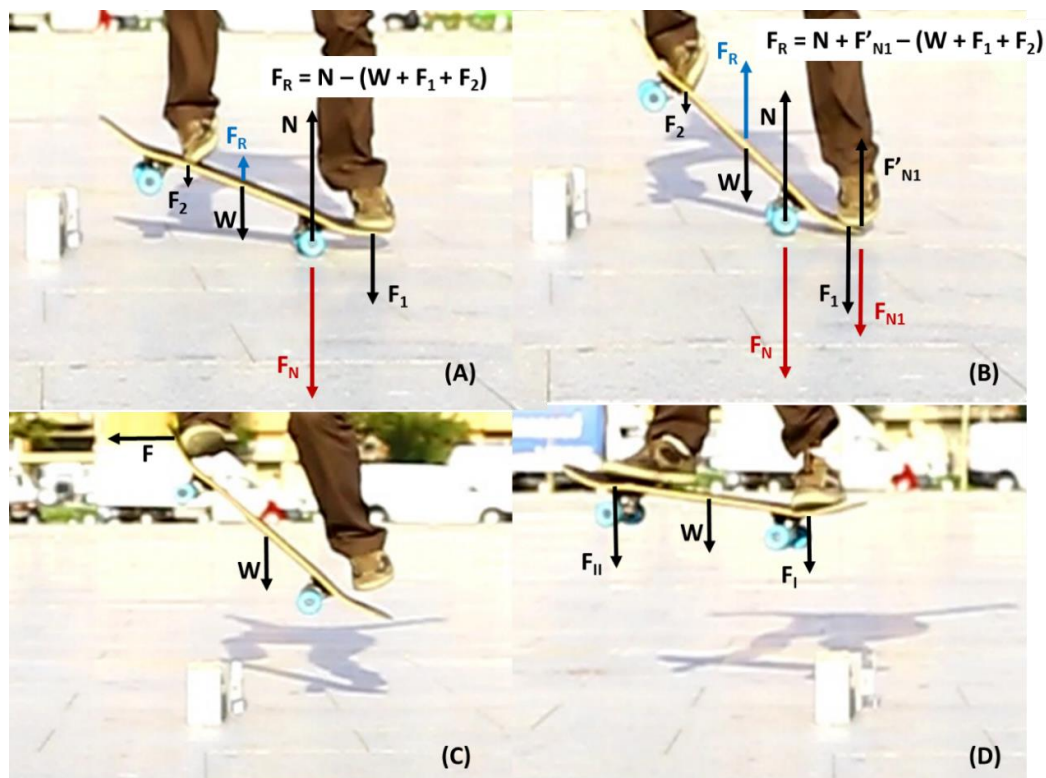 F_R = N – (W + F_1 + F_2)
N
F_R
F_2
W
F_1
F_N
(A)
F_R = N + F'_N1 – (W + F_1 + F_2)
F_R
N
F_2
F'_N1
W
F_1
F_N1
F_N
(B)
F
W
(C)
W
F_II
F_I
(D)